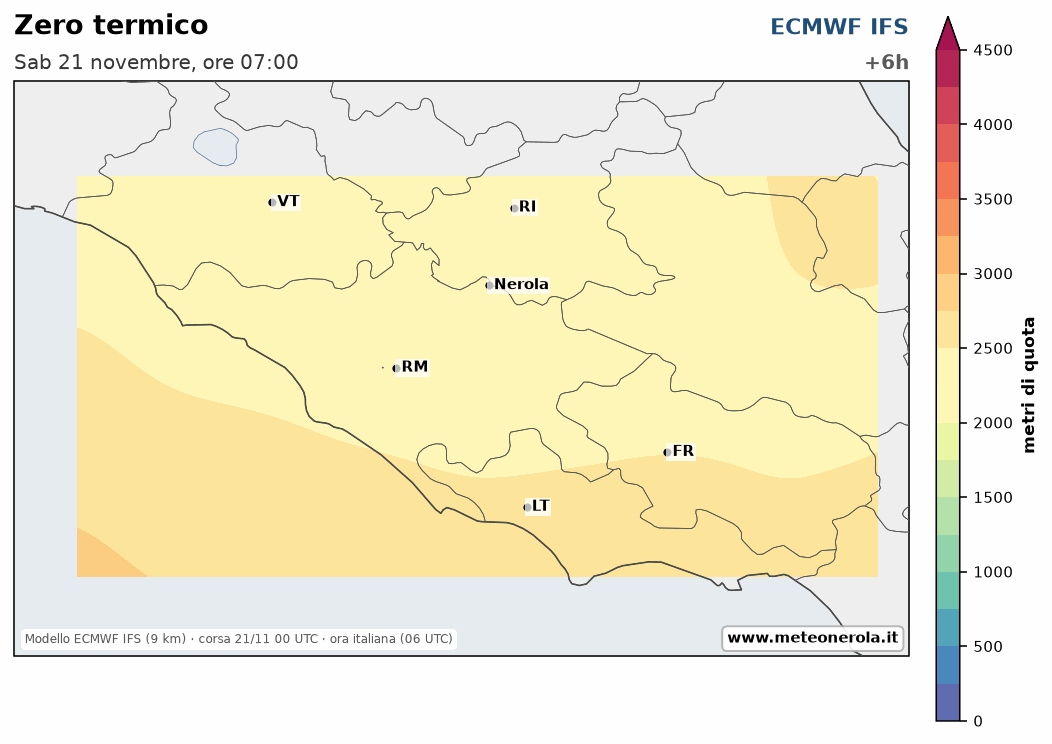 Zero termico
ECMWF IFS
Sab 21 novembre, ore 07:00
+6h
VT
RI
Nerola
RM
FR
LT
4500
4000
3500
3000
2500
2000
1500
1000
500
0
metri di quota
Modello ECMWF IFS (9 km) · corsa 21/11 00 UTC · ora italiana (06 UTC)
www.meteonerola.it